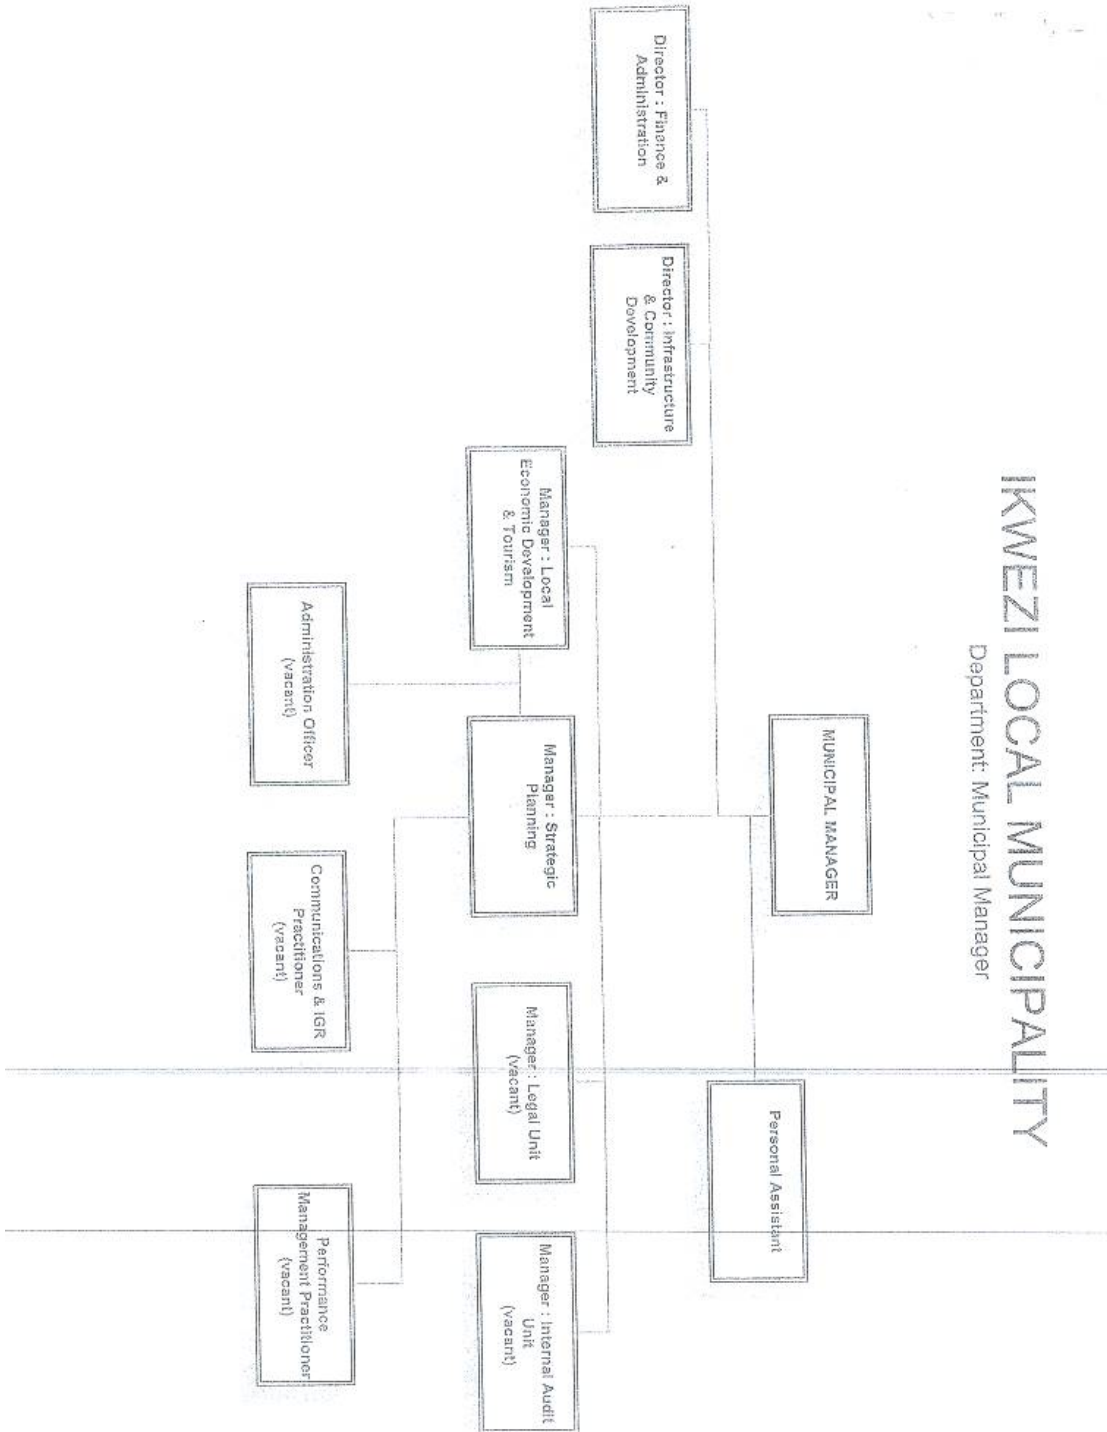 IKWEZI LOCAL MUNICIPALITY
Department: Municipal Manager
MUNICIPAL MANAGER
Personal Assistant
Director : Finance &
Administration
Director : Infrastructure
& Community
Development
Manager : Local
Economic Development
& Tourism
Manager : Strategic
Planning
Manager : Legal Unit
(vacant)
Manager : Internal Audit
Unit
(vacant)
Administration Officer
(vacant)
Communications & IGR
Practitioner
(vacant)
Performance
Management Practitioner
(vacant)